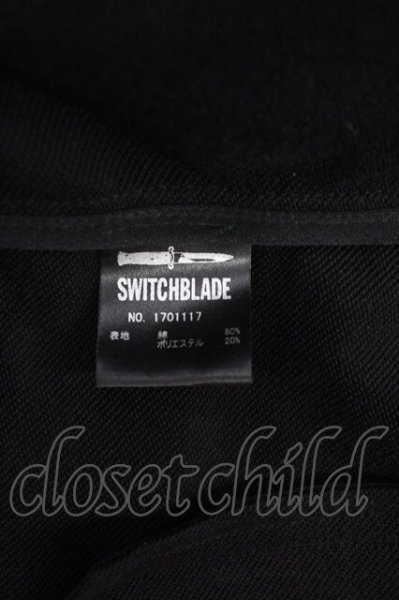 SWITCHBLADE
NO. 1701117
表地 綿 80%
ポリエステル 20%
closet child